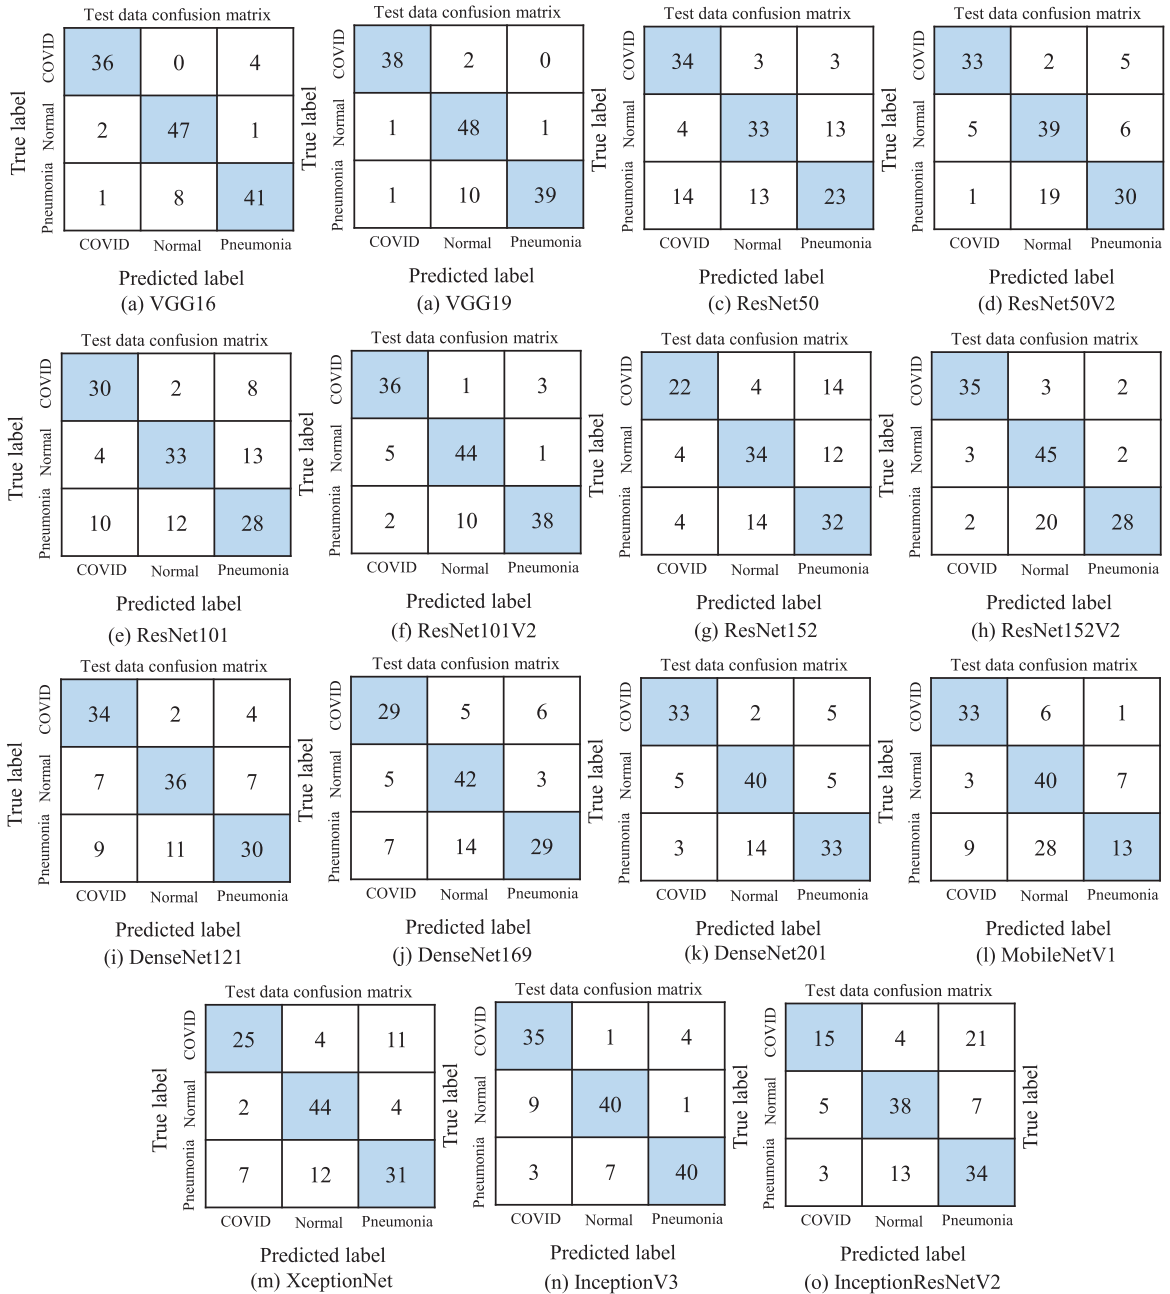 Test data confusion matrix
True label
COVID
Normal
Pneumonia
36 0 4
2 47 1
1 8 41
COVID Normal Pneumonia
Predicted label
(a) VGG16
Test data confusion matrix
True label
COVID
Normal
Pneumonia
38 2 0
1 48 1
1 10 39
COVID Normal Pneumonia
Predicted label
(a) VGG19
Test data confusion matrix
True label
COVID
Normal
Pneumonia
34 3 3
4 33 13
14 13 23
COVID Normal Pneumonia
Predicted label
(c) ResNet50
Test data confusion matrix
True label
COVID
Normal
Pneumonia
33 2 5
5 39 6
1 19 30
COVID Normal Pneumonia
Predicted label
(d) ResNet50V2
Test data confusion matrix
True label
COVID
Normal
Pneumonia
30 2 8
4 33 13
10 12 28
COVID Normal Pneumonia
Predicted label
(e) ResNet101
Test data confusion matrix
True label
COVID
Normal
Pneumonia
36 1 3
5 44 1
2 10 38
COVID Normal Pneumonia
Predicted label
(f) ResNet101V2
Test data confusion matrix
True label
COVID
Normal
Pneumonia
22 4 14
4 34 12
4 14 32
COVID Normal Pneumonia
Predicted label
(g) ResNet152
Test data confusion matrix
True label
COVID
Normal
Pneumonia
35 3 2
3 45 2
2 20 28
COVID Normal Pneumonia
Predicted label
(h) ResNet152V2
Test data confusion matrix
True label
COVID
Normal
Pneumonia
34 2 4
7 36 7
9 11 30
COVID Normal Pneumonia
Predicted label
(i) DenseNet121
Test data confusion matrix
True label
COVID
Normal
Pneumonia
29 5 6
5 42 3
7 14 29
COVID Normal Pneumonia
Predicted label
(j) DenseNet169
Test data confusion matrix
True label
COVID
Normal
Pneumonia
33 2 5
5 40 5
3 14 33
COVID Normal Pneumonia
Predicted label
(k) DenseNet201
Test data confusion matrix
True label
COVID
Normal
Pneumonia
33 6 1
3 40 7
9 28 13
COVID Normal Pneumonia
Predicted label
(l) MobileNetV1
Test data confusion matrix
True label
COVID
Normal
Pneumonia
25 4 11
2 44 4
7 12 31
COVID Normal Pneumonia
Predicted label
(m) XceptionNet
Test data confusion matrix
True label
COVID
Normal
Pneumonia
35 1 4
9 40 1
3 7 40
COVID Normal Pneumonia
Predicted label
(n) InceptionV3
Test data confusion matrix
True label
COVID
Normal
Pneumonia
15 4 21
5 38 7
3 13 34
True label
COVID Normal Pneumonia
Predicted label
(o) InceptionResNetV2